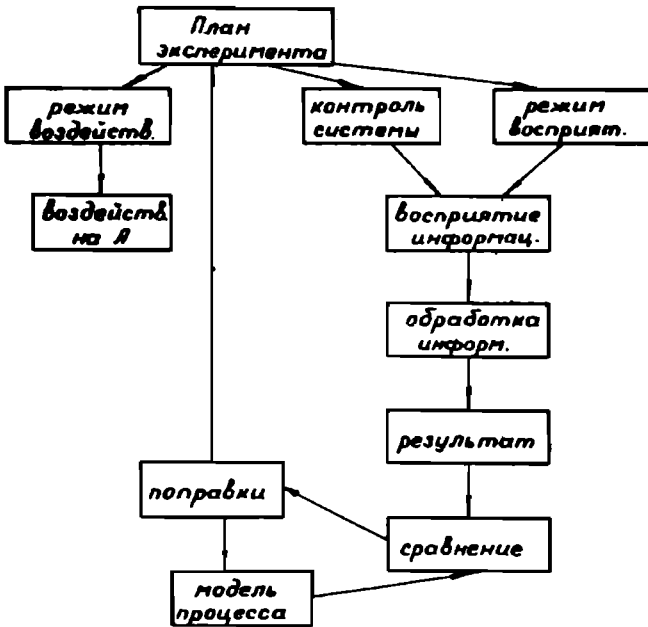 План
эксперимента
режим
воздейств.
контроль
системы
режим
восприят.
воздейств.
на Я
восприятие
информац.
обработка
информ.
результат
поправки
сравнение
модель
процесса